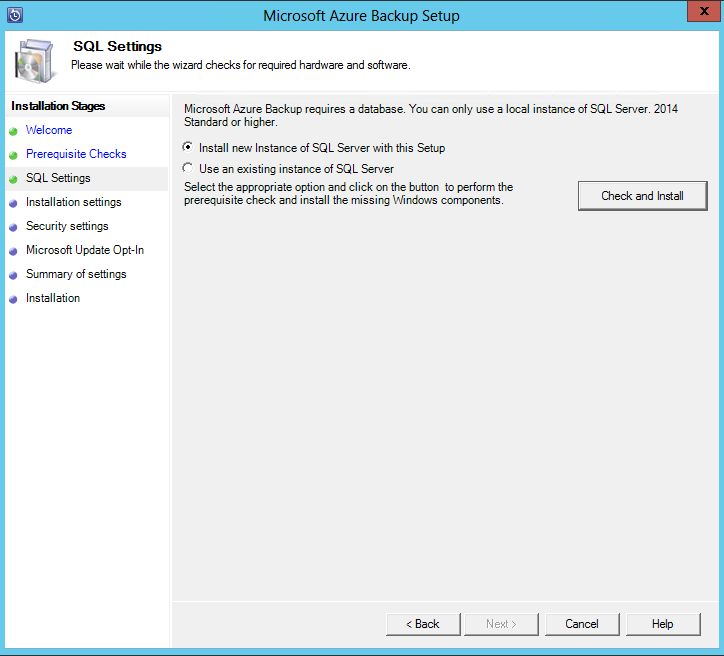 Microsoft Azure Backup Setup
x
SQL Settings
Please wait while the wizard checks for required hardware and software.
Installation Stages
Welcome
Prerequisite Checks
SQL Settings
Installation settings
Security settings
Microsoft Update Opt-In
Summary of settings
Installation
Microsoft Azure Backup requires a database. You can only use a local instance of SQL Server. 2014
Standard or higher.
Install new Instance of SQL Server with this Setup
Use an existing instance of SQL Server
Select the appropriate option and click on the button to perform the
prerequisite check and install the missing Windows components.
Check and Install
< Back
Next >
Cancel
Help